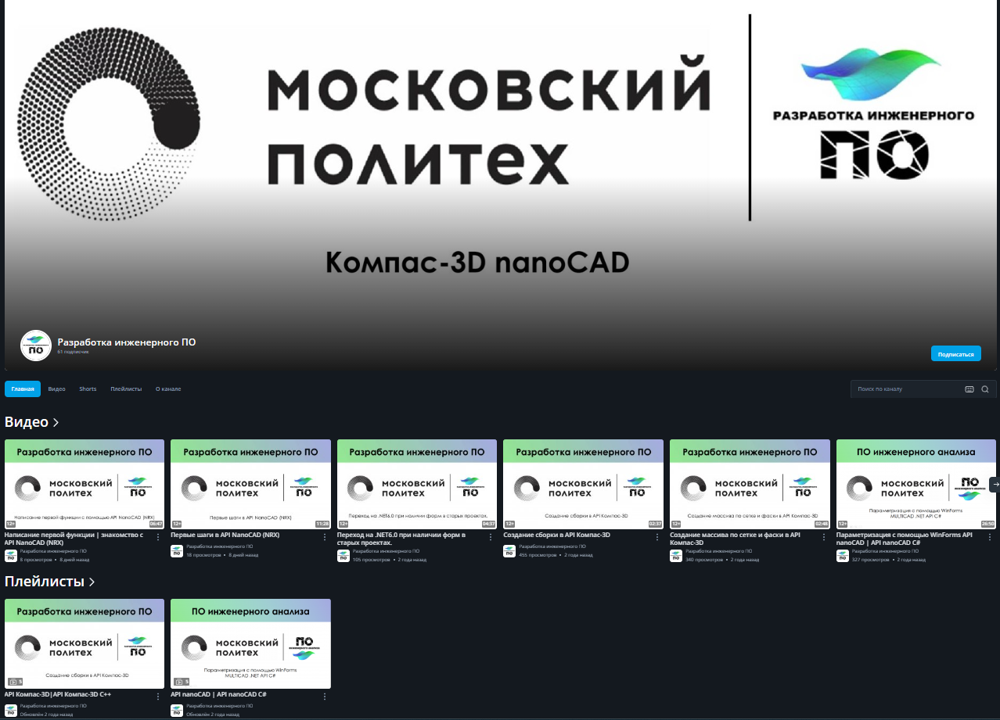 МОСКОВСКИЙ
ПОЛИТЕХ
РАЗРАБОТКА ИНЖЕНЕРНОГО
ПО
Компас-3D nanoCAD
Разработка инженерного ПО
61 подписчик
Подписаться
Главная
Видео
Shorts
Плейлисты
О канале
Поиск по каналу
Видео
Разработка инженерного ПО
МОСКОВСКИЙ
ПОЛИТЕХ
ПО
Написание первой функции с помощью API NanoCAD (NRX)
12+
06:47
Написание первой функции | знакомство с
API NanoCAD (NRX)
Разработка инженерного ПО
8 просмотров • 8 дней назад
Разработка инженерного ПО
МОСКОВСКИЙ
ПОЛИТЕХ
ПО
Первые шаги в API NanoCAD (NRX)
12+
11:28
Первые шаги в API NanoCAD (NRX)
Разработка инженерного ПО
18 просмотров • 8 дней назад
Разработка инженерного ПО
МОСКОВСКИЙ
ПОЛИТЕХ
ПО
Переход на .NET6.0 при наличии форм в старых проектах.
12+
04:37
Переход на .NET6.0 при наличии форм в
старых проектах.
Разработка инженерного ПО
105 просмотров • 2 года назад
Разработка инженерного ПО
МОСКОВСКИЙ
ПОЛИТЕХ
ПО
Создание сборки в API Компас-3D
12+
02:37
Создание сборки в API Компас-3D
Разработка инженерного ПО
455 просмотров • 2 года назад
Разработка инженерного ПО
МОСКОВСКИЙ
ПОЛИТЕХ
ПО
Создание массива по сетке и фаски в API Компас-3D
12+
02:48
Создание массива по сетке и фаски в API
Компас-3D
Разработка инженерного ПО
340 просмотров • 2 года назад
ПО инженерного анализа
МОСКОВСКИЙ
ПОЛИТЕХ
ПО
Параметризация с помощью WinForms
MULTICAD .NET API C#
12+
26:50
Параметризация с помощью WinForms API
nanoCAD | API nanoCAD C#
Разработка инженерного ПО
327 просмотров • 2 года назад
Плейлисты
Разработка инженерного ПО
МОСКОВСКИЙ
ПОЛИТЕХ
ПО
Создание сборки в API Компас-3D
5
API Компас-3D|API Компас-3D C++
Разработка инженерного ПО
Обновлён 2 года назад
ПО инженерного анализа
МОСКОВСКИЙ
ПОЛИТЕХ
ПО
Параметризация с помощью WinForms
MULTICAD .NET API C#
5
API nanoCAD | API nanoCAD C#
Разработка инженерного ПО
Обновлён 2 года назад